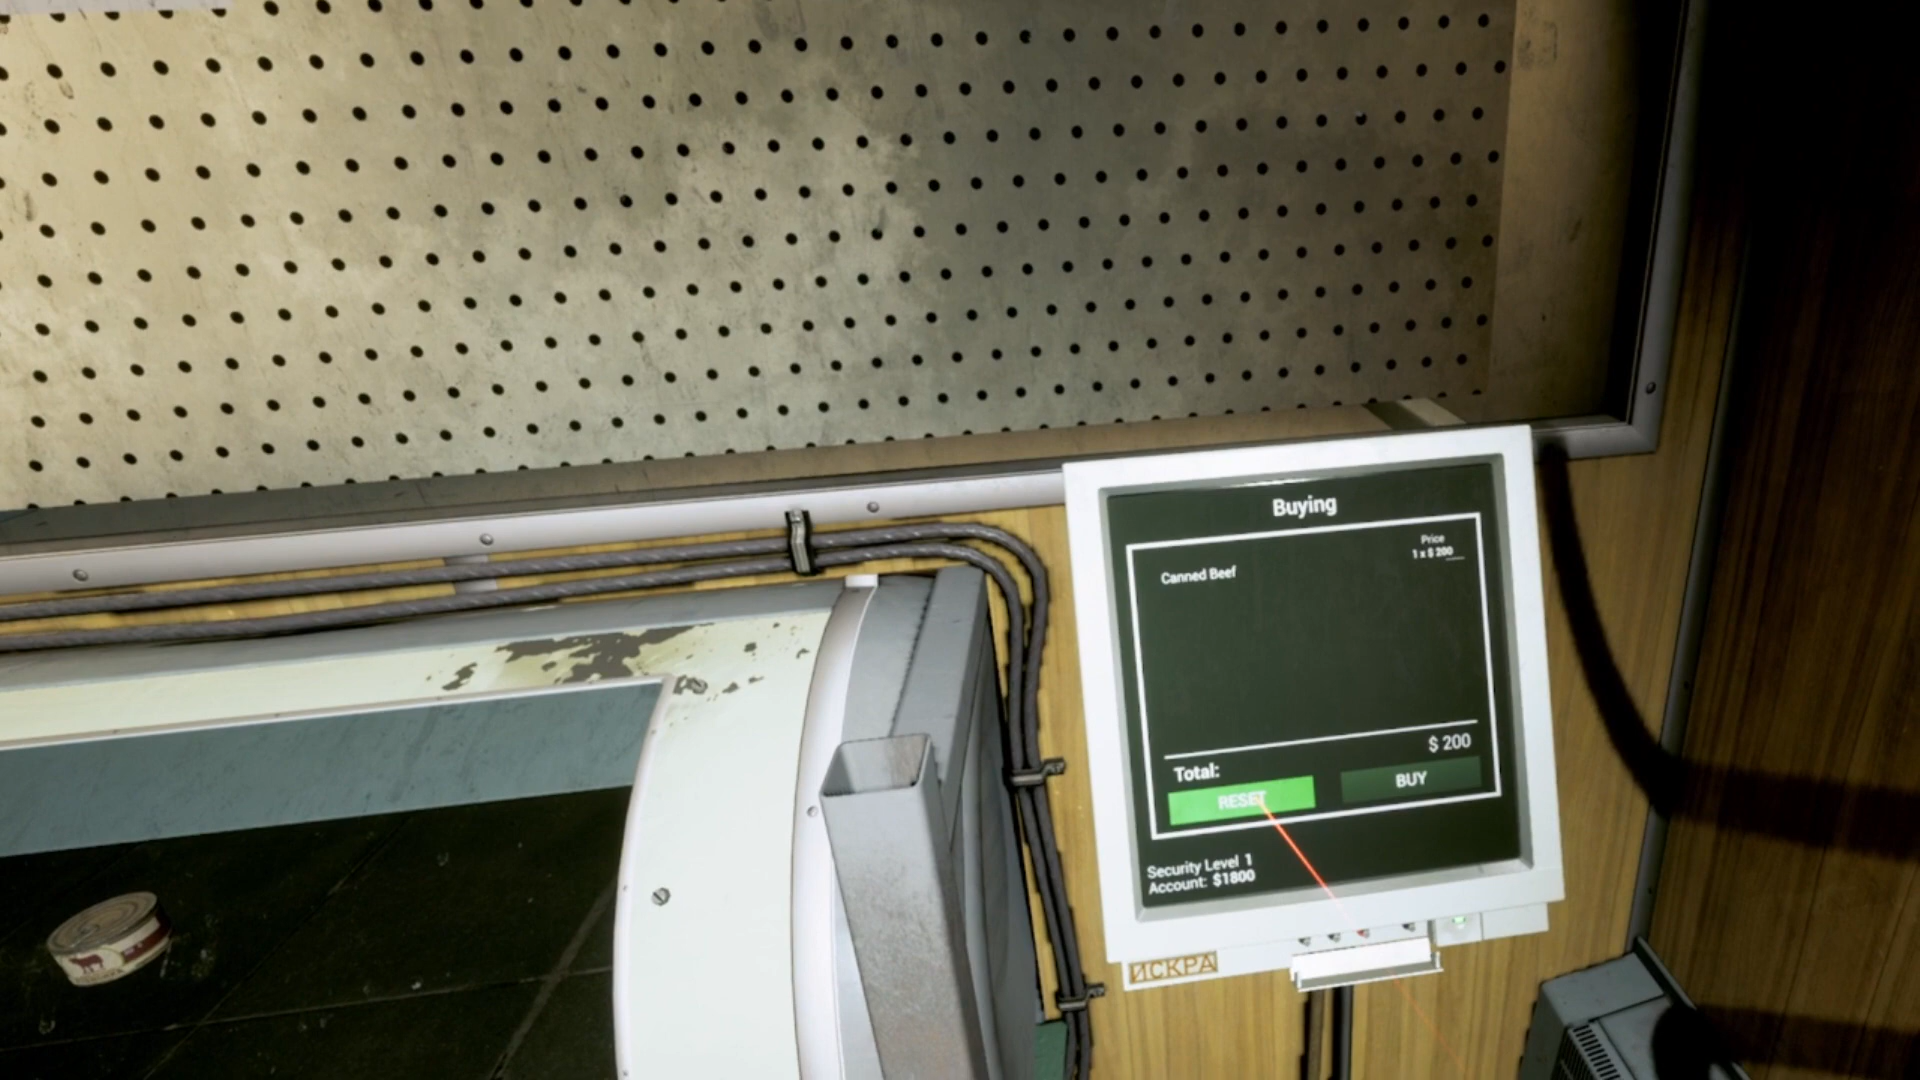 Buying
Price
1 x $ 200
Canned Beef
$ 200
Total:
RESET
BUY
Security Level 1
Account: $1800
ИСКРА